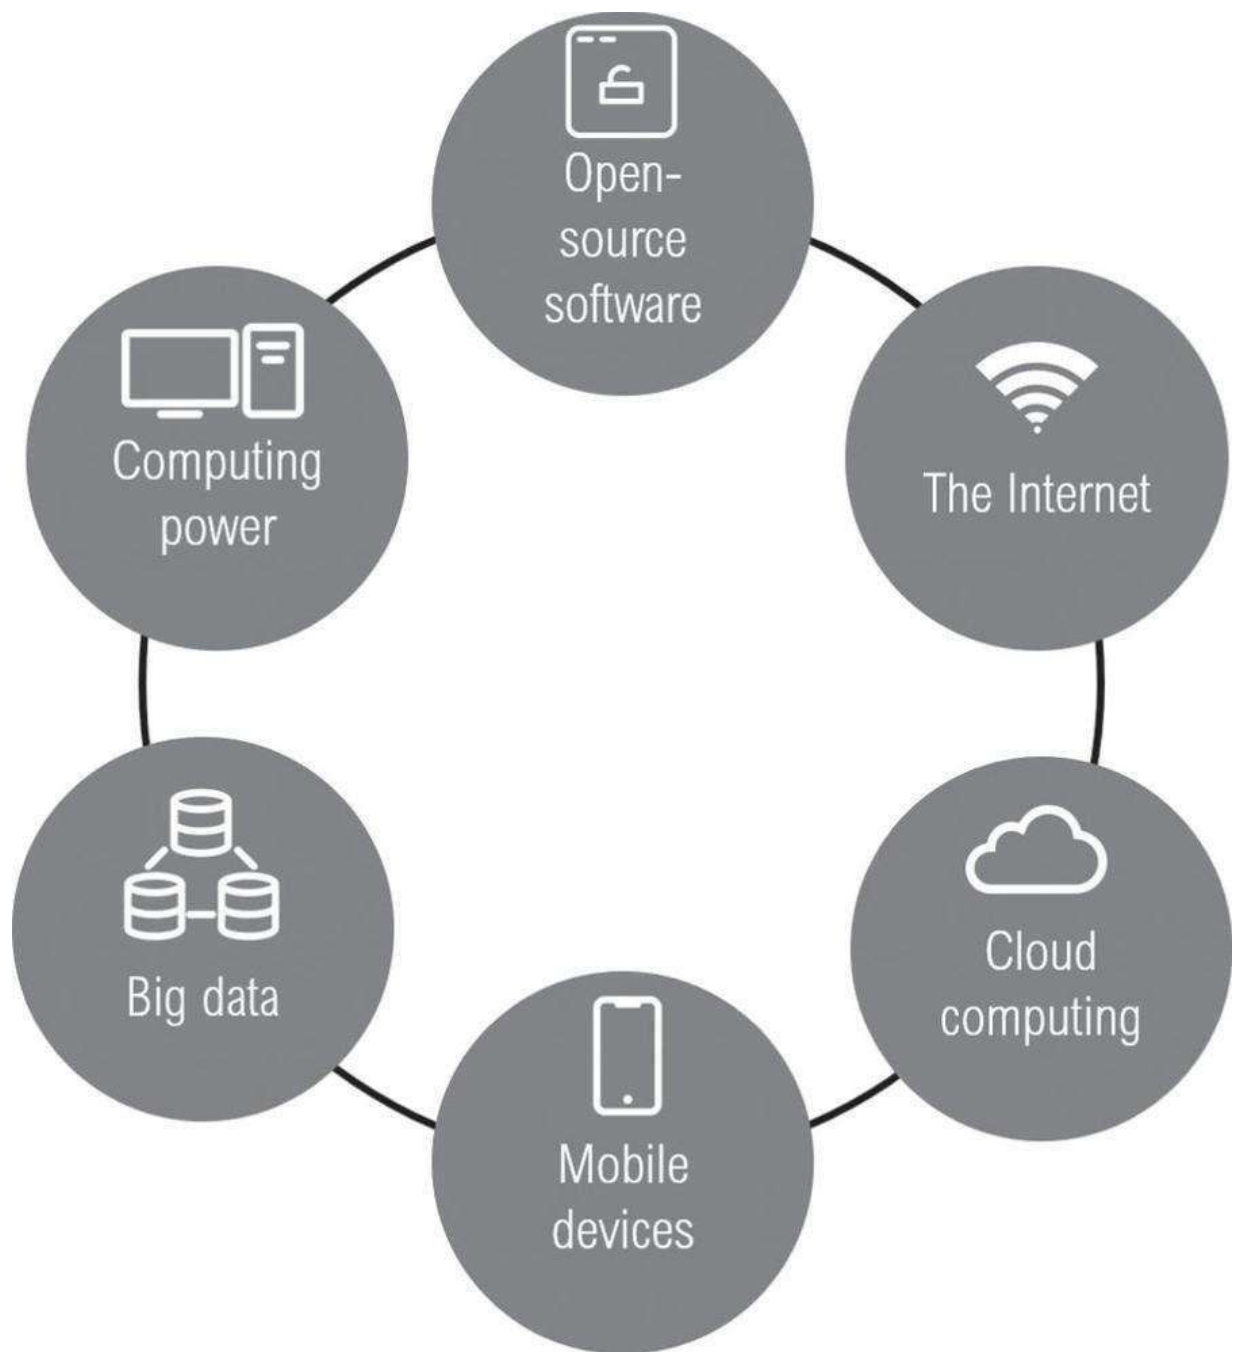 Open-
source
software
The Internet
Cloud
computing
Mobile
devices
Big data
Computing
power